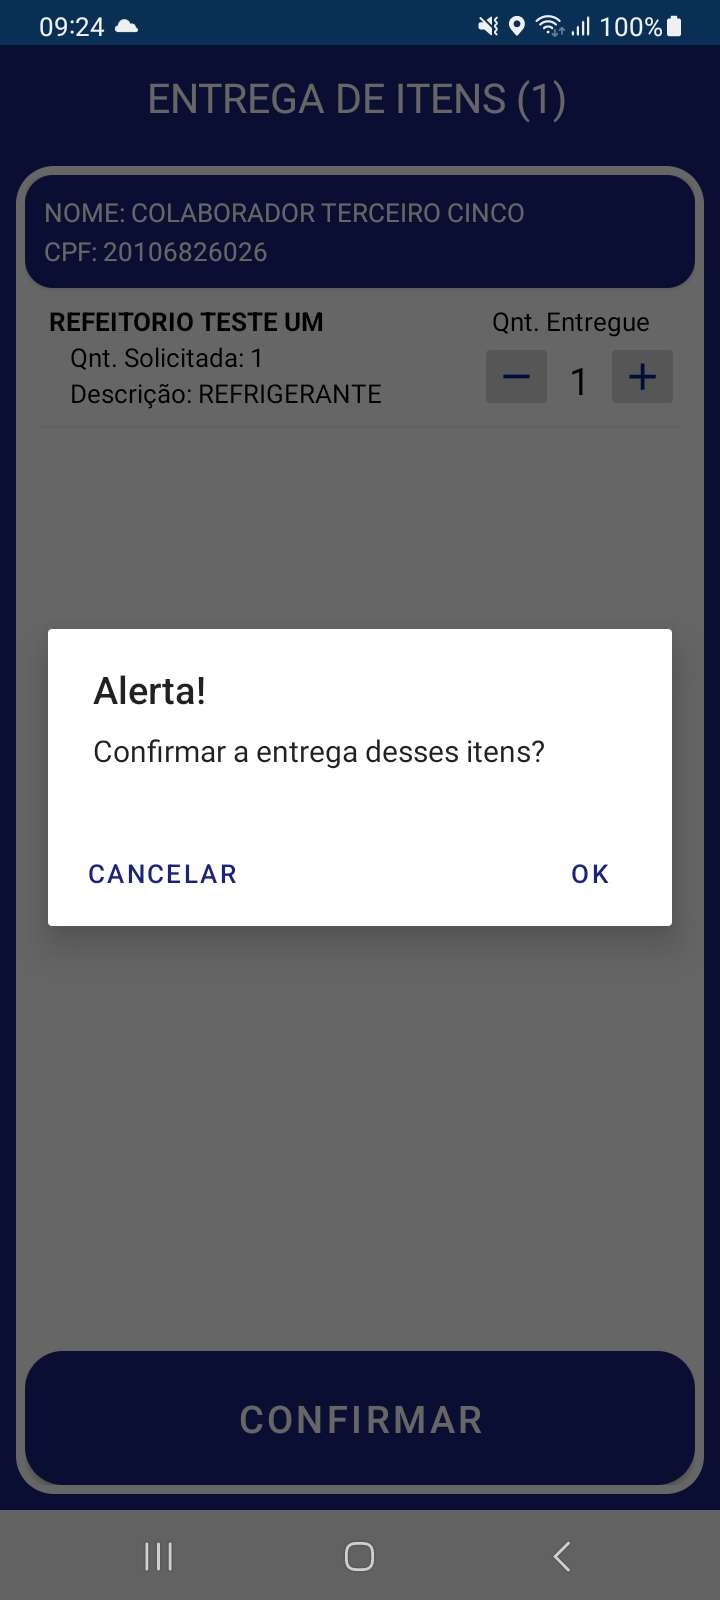 09:24
100%
ENTREGA DE ITENS (1)
NOME: COLABORADOR TERCEIRO CINCO
CPF: 20106826026
REFEITORIO TESTE UM
Qnt. Entregue
Qnt. Solicitada: 1
Descrição: REFRIGERANTE
− 1 +
Alerta!
Confirmar a entrega desses itens?
CANCELAR
OK
CONFIRMAR